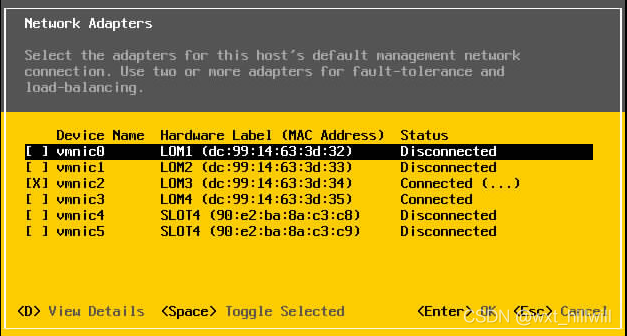 Network Adapters
Select the adapters for this host's default management network
connection. Use two or more adapters for fault-tolerance and
load-balancing.
Device Name Hardware Label (MAC Address) Status
[ ] vmnic0 LOM1 (dc:99:14:63:3d:32) Disconnected
[ ] vmnic1 LOM2 (dc:99:14:63:3d:33) Disconnected
[X] vmnic2 LOM3 (dc:99:14:63:3d:34) Connected (...)
[ ] vmnic3 LOM4 (dc:99:14:63:3d:35) Connected
[ ] vmnic4 SLOT4 (90:e2:ba:8a:c3:c8) Disconnected
[ ] vmnic5 SLOT4 (90:e2:ba:8a:c3:c9) Disconnected
<D> View Details <Space> Toggle Selected <Enter> OK <Esc> Cancel